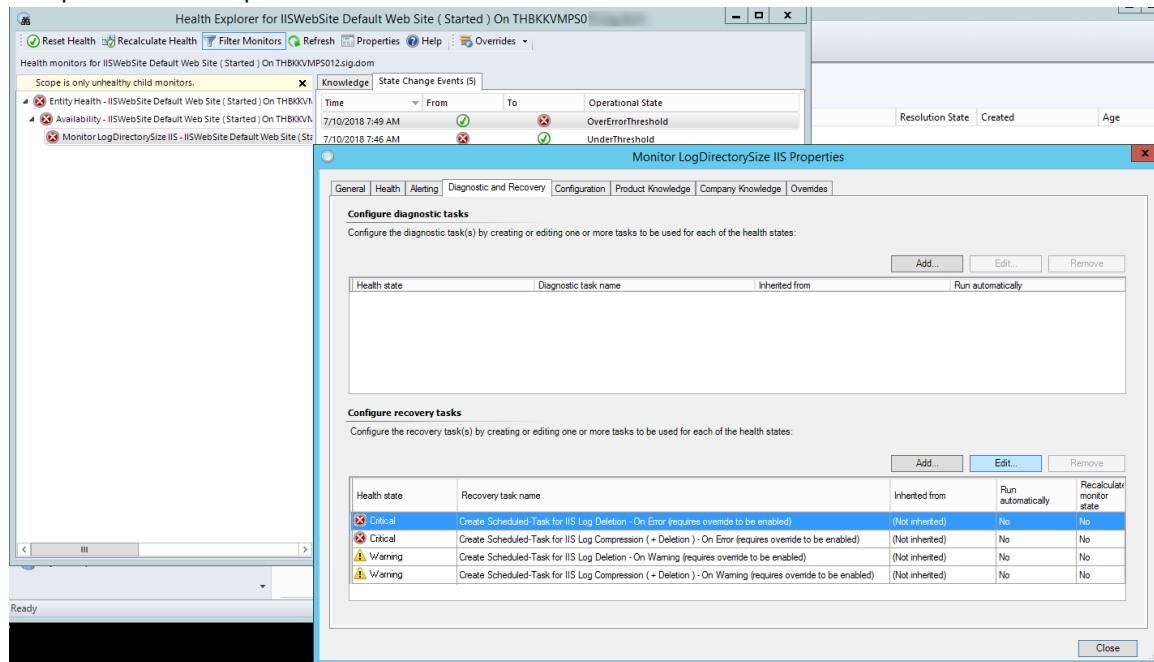 Health Explorer for IISWebSite Default Web Site ( Started ) On THBKKVMPS0
Reset Health Recalculate Health Filter Monitors Refresh Properties Help Overrides
Health monitors for IISWebSite Default Web Site ( Started ) On THBKKVMPS012.sig.dom
Scope is only unhealthy child monitors.
Entity Health - IISWebSite Default Web Site ( Started ) On THBKKVM
Availability - IISWebSite Default Web Site ( Started ) On THBKKVM
Monitor LogDirectorySize IIS - IISWebSite Default Web Site ( Sta
Knowledge State Change Events (5)
Time From To Operational State
7/10/2018 7:49 AM OverErrorThreshold
7/10/2018 7:46 AM UnderThreshold
Resolution State Created Age
Monitor LogDirectorySize IIS Properties
General Health Alerting Diagnostic and Recovery Configuration Product Knowledge Company Knowledge Overrides
Configure diagnostic tasks
Configure the diagnostic task(s) by creating or editing one or more tasks to be used for each of the health states:
Add... Edit... Remove
Health state Diagnostic task name Inherited from Run automatically
Configure recovery tasks
Configure the recovery task(s) by creating or editing one or more tasks to be used for each of the health states:
Add... Edit... Remove
Health state Recovery task name Inherited from Run automatically Recalculate monitor state
Critical Create Scheduled-Task for IIS Log Deletion - On Error (requires override to be enabled) (Not inherited) No No
Critical Create Scheduled-Task for IIS Log Compression ( + Deletion ) - On Error (requires override to be enabled) (Not inherited) No No
Warning Create Scheduled-Task for IIS Log Deletion - On Warning (requires override to be enabled) (Not inherited) No No
Warning Create Scheduled-Task for IIS Log Compression ( + Deletion ) - On Warning (requires override to be enabled) (Not inherited) No No
Ready
Close